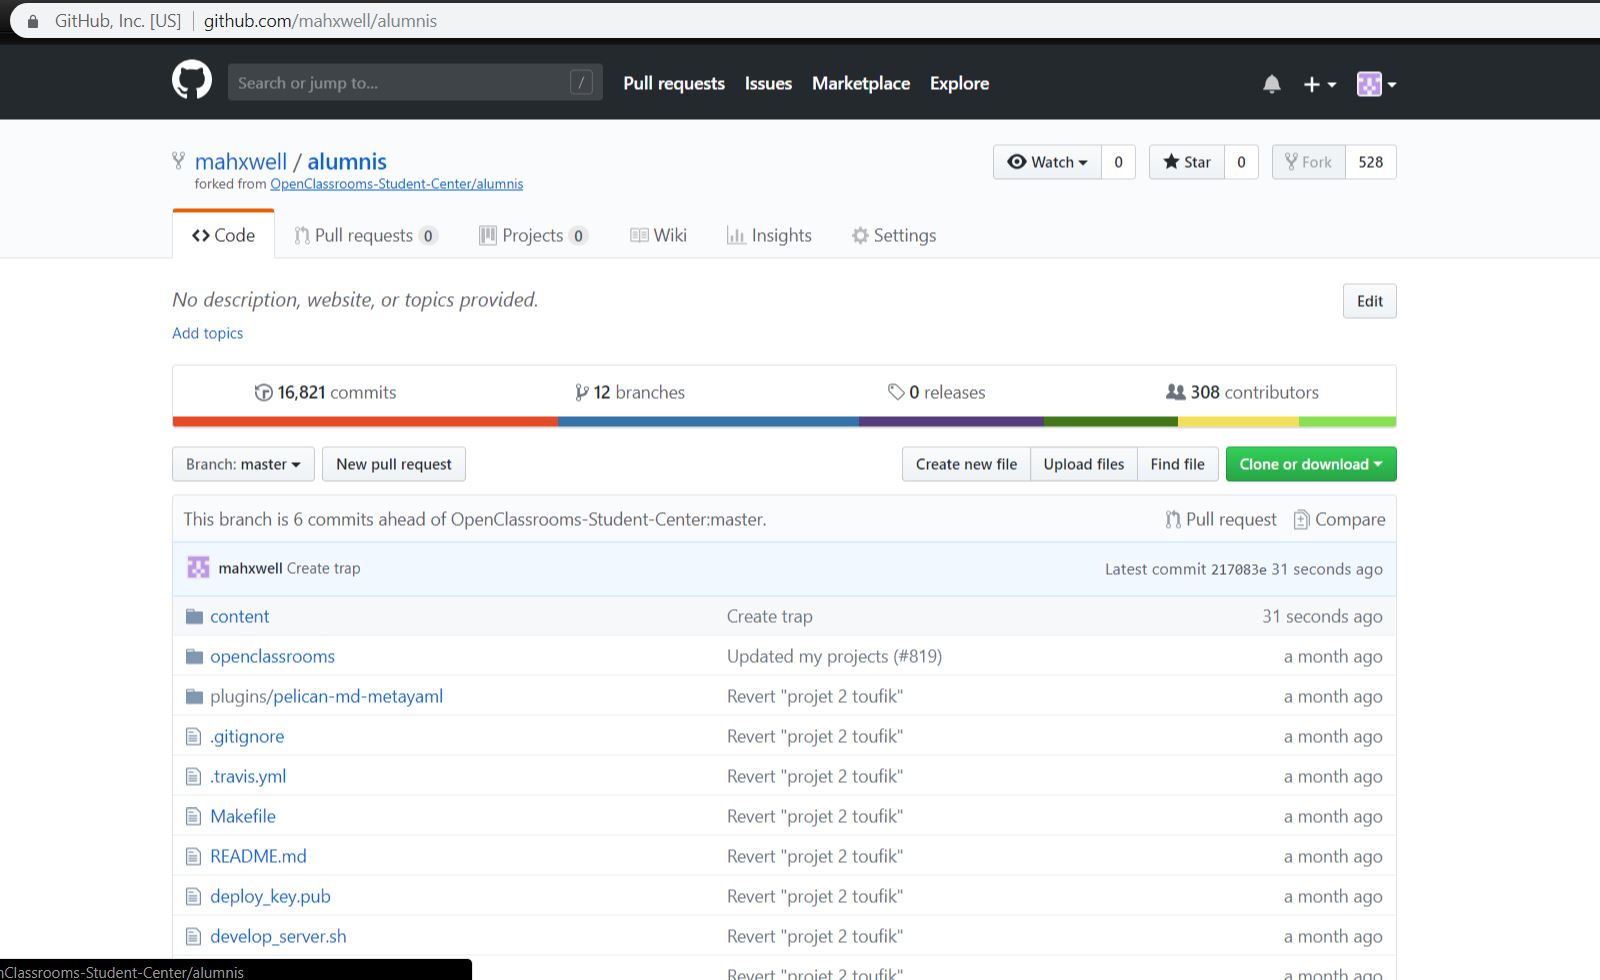 GitHub, Inc. [US] | github.com/mahxwell/alumnis
Search or jump to... / Pull requests Issues Marketplace Explore
mahxwell / alumnis Watch 0 Star 0 Fork 528
forked from OpenClassrooms-Student-Center/alumnis
Code Pull requests 0 Projects 0 Wiki Insights Settings
No description, website, or topics provided. Edit
Add topics
16,821 commits 12 branches 0 releases 308 contributors
Branch: master New pull request Create new file Upload files Find file Clone or download
This branch is 6 commits ahead of OpenClassrooms-Student-Center:master. Pull request Compare
mahxwell Create trap Latest commit 217083e 31 seconds ago
content Create trap 31 seconds ago
openclassrooms Updated my projects (#819) a month ago
plugins/pelican-md-metayaml Revert "projet 2 toufik" a month ago
.gitignore Revert "projet 2 toufik" a month ago
.travis.yml Revert "projet 2 toufik" a month ago
Makefile Revert "projet 2 toufik" a month ago
README.md Revert "projet 2 toufik" a month ago
deploy_key.pub Revert "projet 2 toufik" a month ago
develop_server.sh Revert "projet 2 toufik" a month ago
nClassrooms-Student-Center/alumnis Revert "projet 2 toufik" a month ago